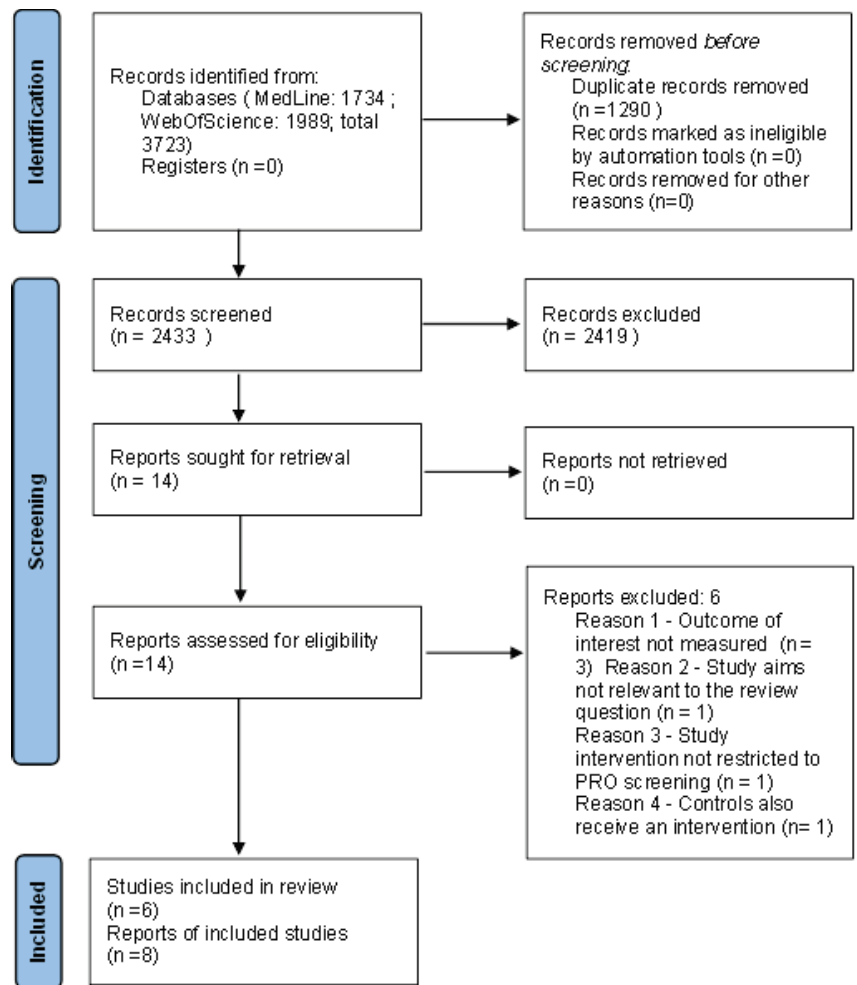 Identification
Records identified from:
Databases ( MedLine: 1734 ;
WebOfScience: 1989; total
3723)
Registers (n =0)
Records removed before
screening:
Duplicate records removed
(n =1290 )
Records marked as ineligible
by automation tools (n =0)
Records removed for other
reasons (n=0)
Screening
Records screened
(n = 2433 )
Records excluded
(n = 2419 )
Reports sought for retrieval
(n = 14)
Reports not retrieved
(n =0)
Reports assessed for eligibility
(n =14)
Reports excluded: 6
Reason 1 - Outcome of
interest not measured (n =
3) Reason 2 - Study aims
not relevant to the review
question (n = 1)
Reason 3 - Study
intervention not restricted to
PRO screening (n = 1)
Reason 4 - Controls also
receive an intervention (n= 1)
Included
Studies included in review
(n =6)
Reports of included studies
(n =8)